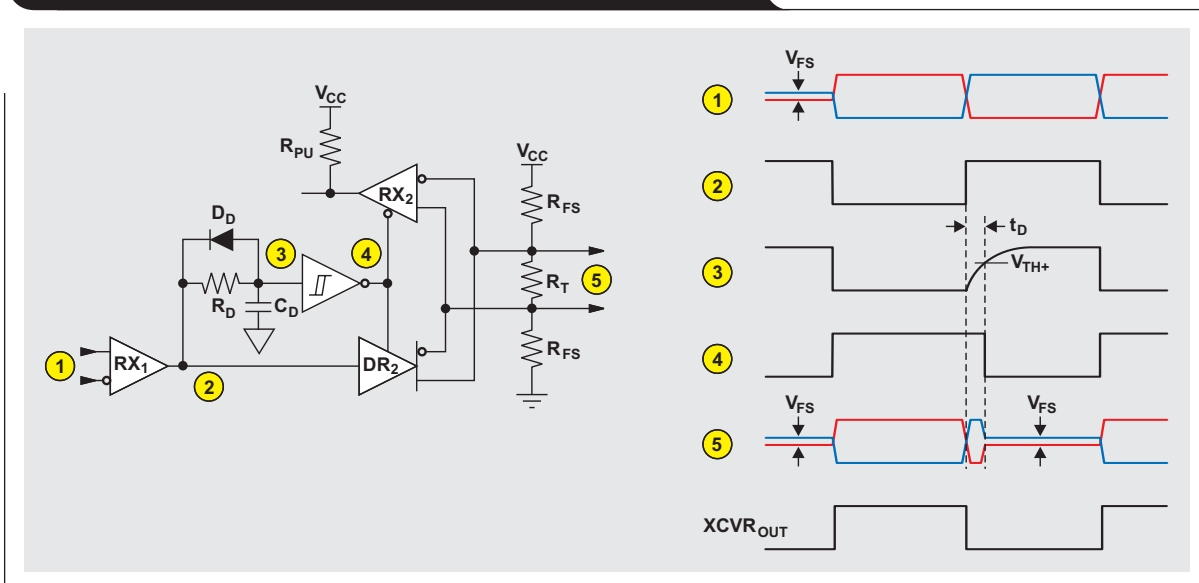 V_CC
R_PU
V_CC
RX_2
R_FS
D_D
3
4
R_T
5
R_D
C_D
R_FS
1
RX_1
2
DR_2
V_FS
1
2
t_D
3
V_TH+
4
V_FS
V_FS
5
XCVR_OUT